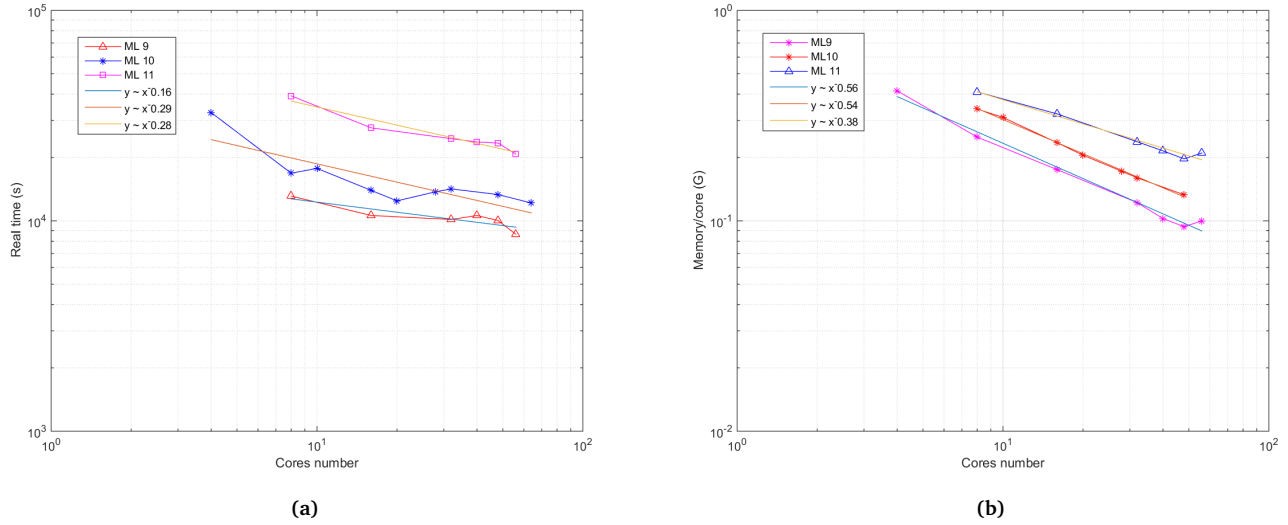 10^5
10^4
10^3
Real time (s)
ML 9
ML 10
ML 11
y ~ x^-0.16
y ~ x^-0.29
y ~ x^-0.28
10^0
10^1
10^2
Cores number
(a)
10^0
10^-1
10^-2
Memory/core (G)
ML9
ML10
ML 11
y ~ x^-0.56
y ~ x^-0.54
y ~ x^-0.38
10^0
10^1
10^2
Cores number
(b)